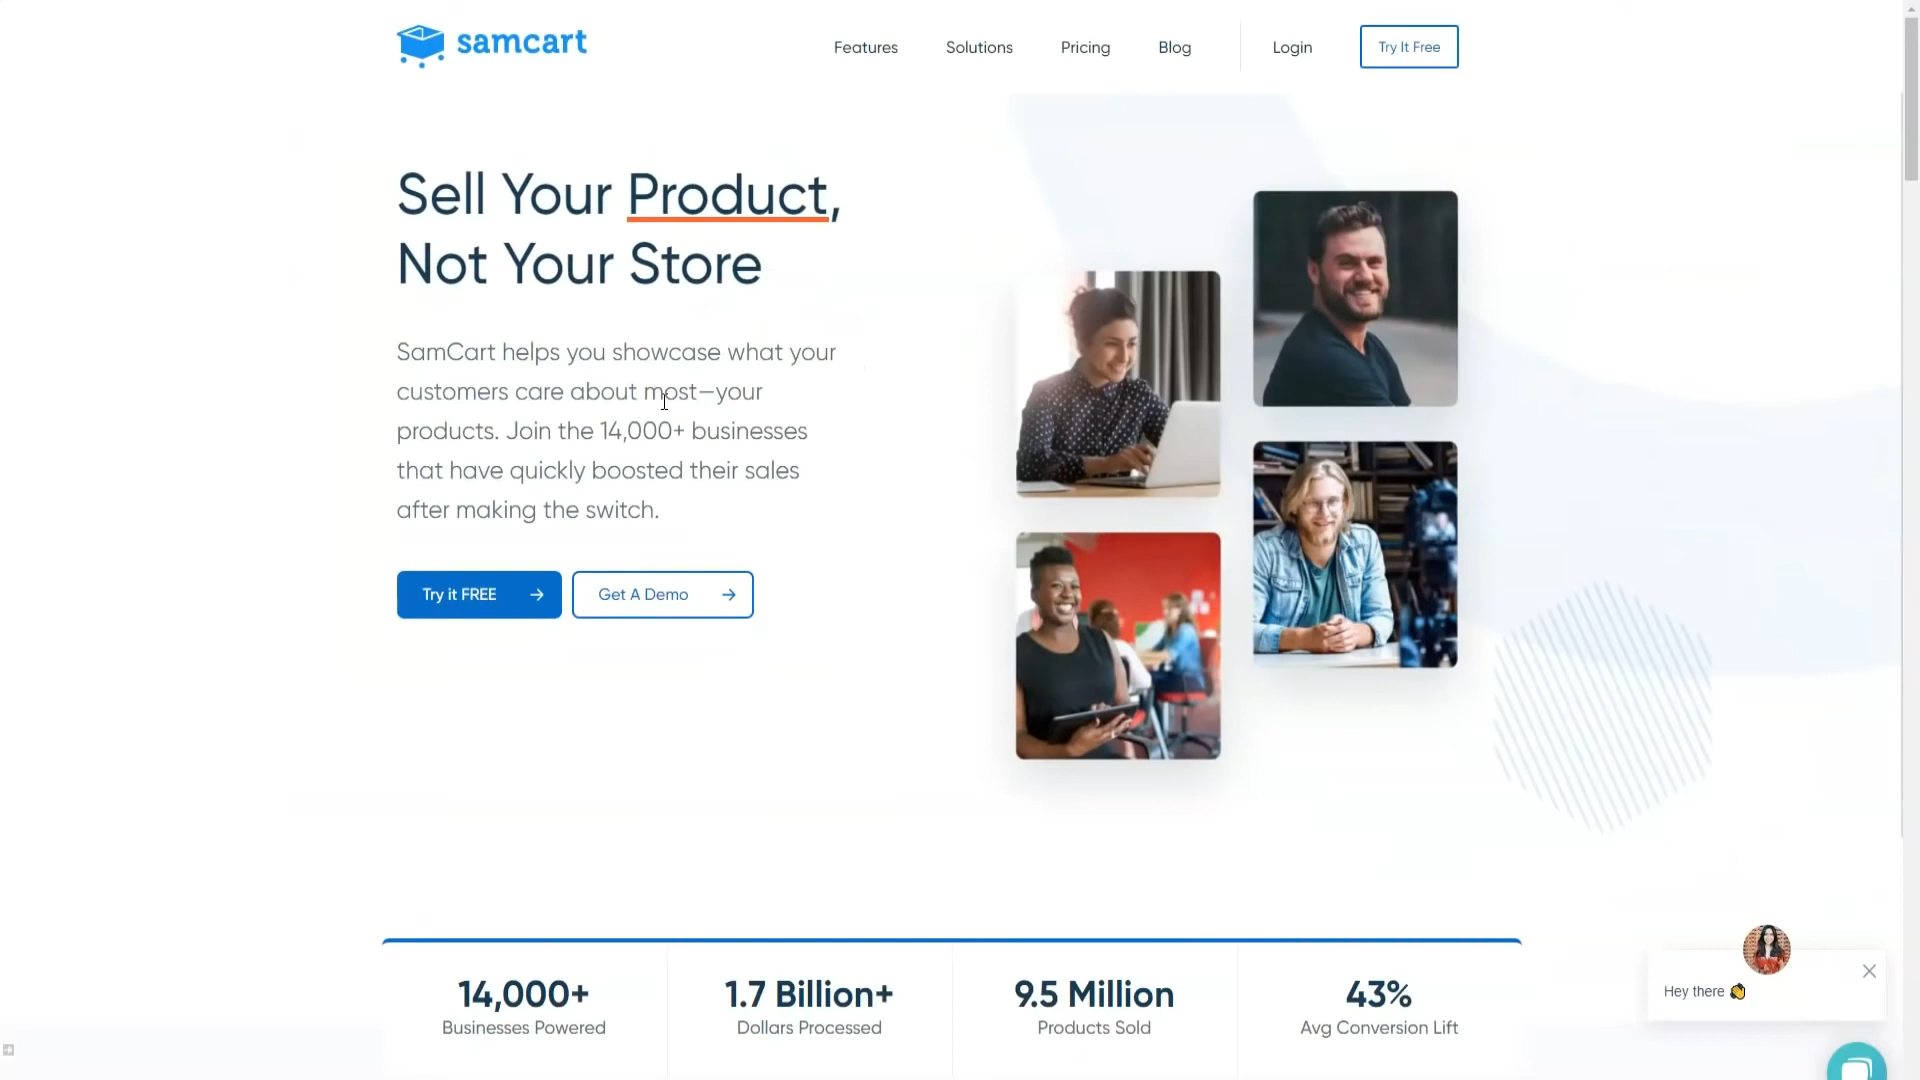 samcart
Features
Solutions
Pricing
Blog
Login
Try It Free
Sell Your Product,
Not Your Store
SamCart helps you showcase what your
customers care about most—your
products. Join the 14,000+ businesses
that have quickly boosted their sales
after making the switch.
Try it FREE
Get A Demo
14,000+
Businesses Powered
1.7 Billion+
Dollars Processed
9.5 Million
Products Sold
43%
Avg Conversion Lift
Hey there 👋